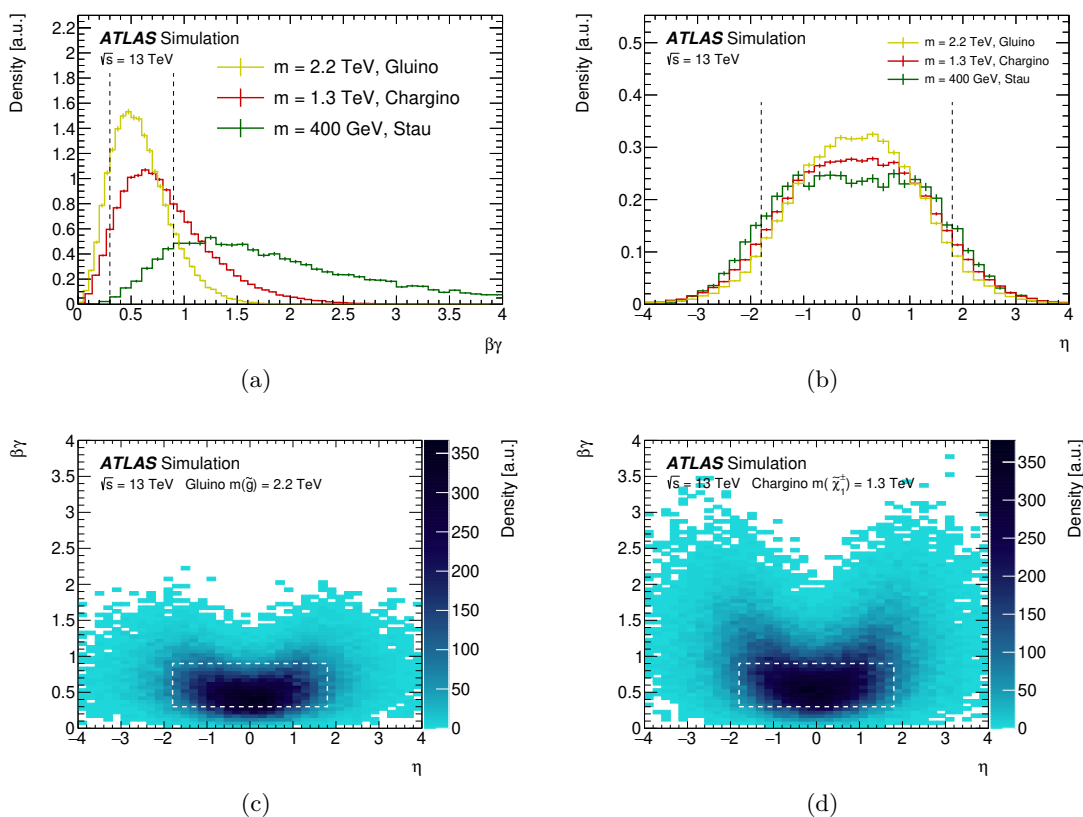 Density [a.u.]
2.2
2
1.8
1.6
1.4
1.2
1
0.8
0.6
0.4
0.2
0
ATLAS Simulation
√s = 13 TeV
m = 2.2 TeV, Gluino
m = 1.3 TeV, Chargino
m = 400 GeV, Stau
0 0.5 1 1.5 2 2.5 3 3.5 4
βγ
(a)
Density [a.u.]
0.5
0.4
0.3
0.2
0.1
0
ATLAS Simulation
√s = 13 TeV
m = 2.2 TeV, Gluino
m = 1.3 TeV, Chargino
m = 400 GeV, Stau
−4 −3 −2 −1 0 1 2 3 4
η
(b)
βγ
4
3.5
3
2.5
2
1.5
1
0.5
0
ATLAS Simulation
√s = 13 TeV Gluino m(g̃) = 2.2 TeV
−4 −3 −2 −1 0 1 2 3 4
η
350
300
250
200
150
100
50
0
Density [a.u.]
(c)
βγ
4
3.5
3
2.5
2
1.5
1
0.5
0
ATLAS Simulation
√s = 13 TeV Chargino m(χ̃₁±) = 1.3 TeV
−4 −3 −2 −1 0 1 2 3 4
η
350
300
250
200
150
100
50
0
Density [a.u.]
(d)